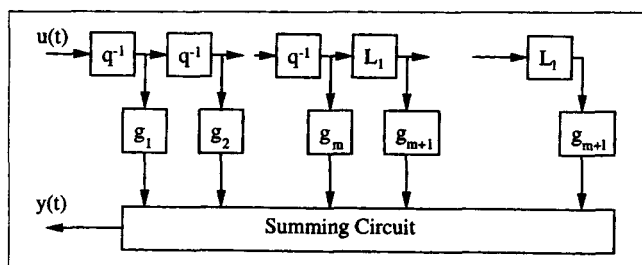 u(t) q⁻¹ q⁻¹ q⁻¹ L₁ L₁
g₁ g₂ gₘ gₘ₊₁ gₘ₊₁
y(t)
Summing Circuit